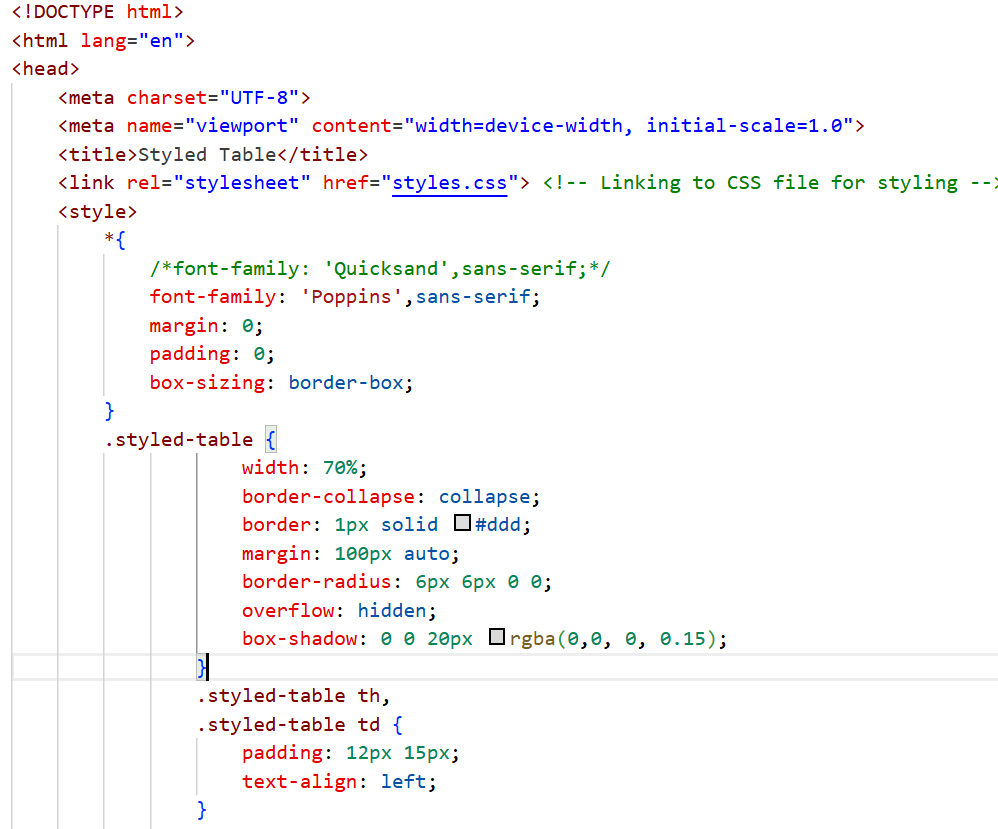 <!DOCTYPE html>
<html lang="en">
<head>
<meta charset="UTF-8">
<meta name="viewport" content="width=device-width, initial-scale=1.0">
<title>Styled Table</title>
<link rel="stylesheet" href="styles.css"> <!-- Linking to CSS file for styling -->
<style>
*{
/*font-family: 'Quicksand',sans-serif;*/
font-family: 'Poppins',sans-serif;
margin: 0;
padding: 0;
box-sizing: border-box;
}
.styled-table {
width: 70%;
border-collapse: collapse;
border: 1px solid #ddd;
margin: 100px auto;
border-radius: 6px 6px 0 0;
overflow: hidden;
box-shadow: 0 0 20px rgba(0,0, 0, 0.15);
}
.styled-table th,
.styled-table td {
padding: 12px 15px;
text-align: left;
}